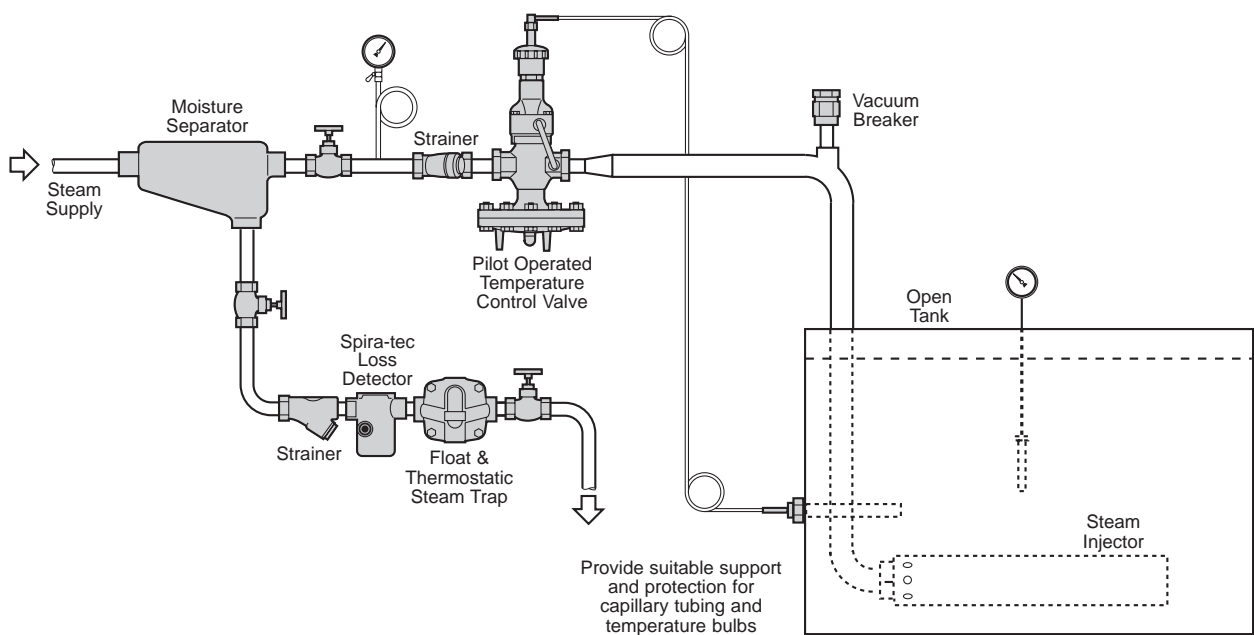 Moisture
Separator
Steam
Supply
Strainer
Pilot Operated
Temperature
Control Valve
Vacuum
Breaker
Open
Tank
Spira-tec
Loss
Detector
Strainer
Float &
Thermostatic
Steam Trap
Steam
Injector
Provide suitable support
and protection for
capillary tubing and
temperature bulbs